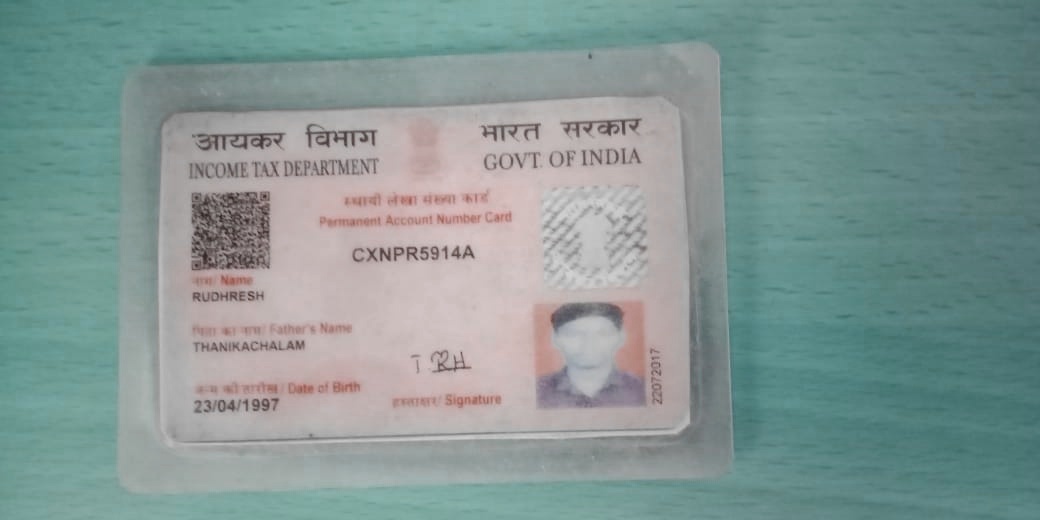 आयकर विभाग
INCOME TAX DEPARTMENT
भारत सरकार
GOVT. OF INDIA
स्थायी लेखा संख्या कार्ड
Permanent Account Number Card
CXNPR5914A
नाम/ Name
RUDHRESH
पिता का नाम/ Father's Name
THANIKACHALAM
जन्म की तारीख/ Date of Birth
23/04/1997
T RH
हस्ताक्षर/ Signature
22072017